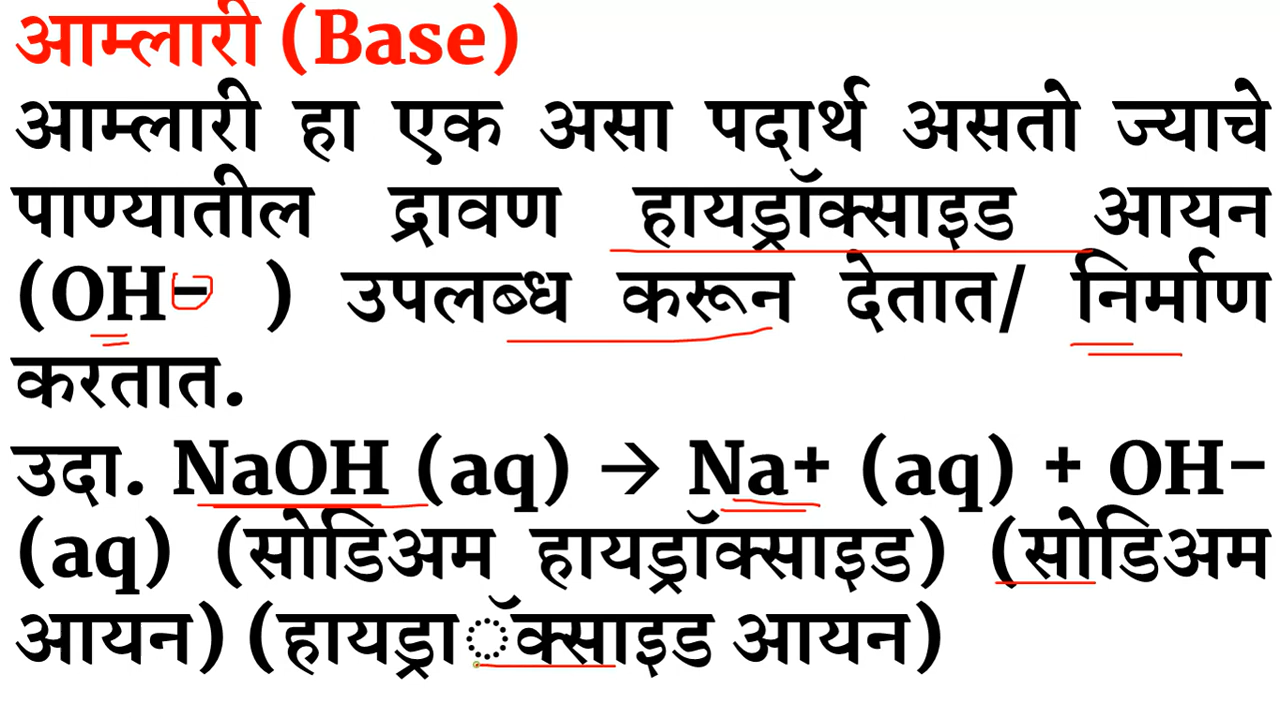 आम्लारी (Base)
आम्लारी हा एक असा पदार्थ असतो ज्याचे
पाण्यातील द्रावण हायड्रॉक्साइड आयन
(OH− ) उपलब्ध करून देतात/ निर्माण
करतात.
उदा. NaOH (aq) → Na+ (aq) + OH−
(aq) (सोडिअम हायड्रॉक्साइड) (सोडिअम
आयन) (हायड्राॅक्साइड आयन)